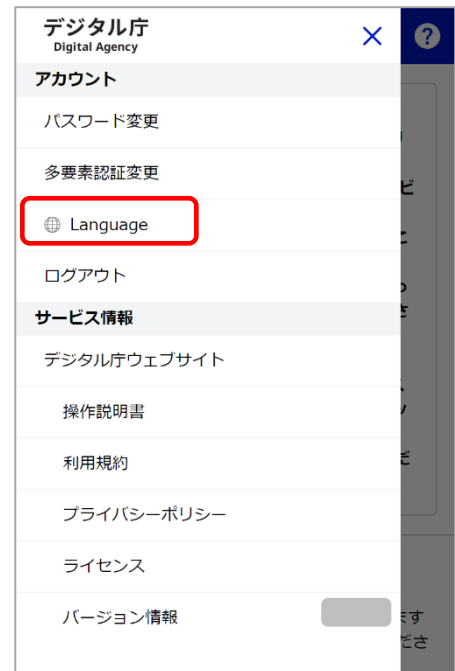 デジタル庁
Digital Agency
アカウント
パスワード変更
多要素認証変更
Language
ログアウト
サービス情報
デジタル庁ウェブサイト
操作説明書
利用規約
プライバシーポリシー
ライセンス
バージョン情報